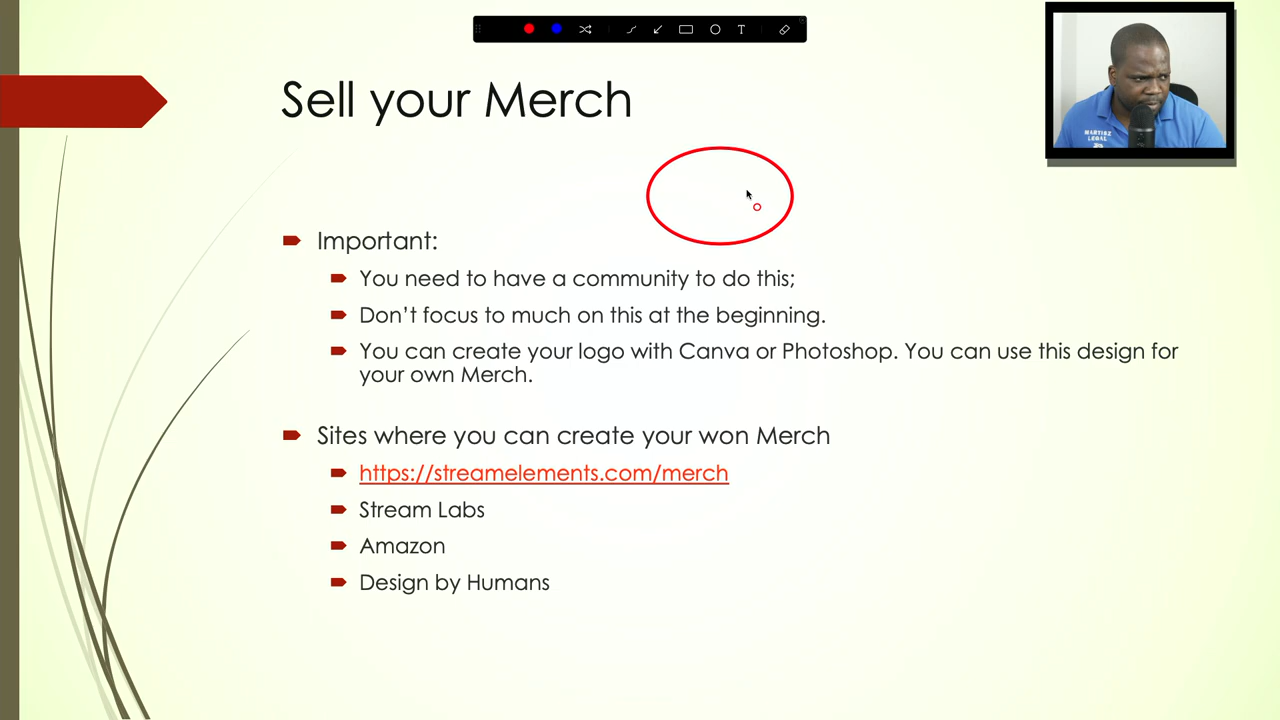 T
Sell your Merch
MARTISZ
LEGAL
Important:
You need to have a community to do this;
Don't focus to much on this at the beginning.
You can create your logo with Canva or Photoshop. You can use this design for
your own Merch.
Sites where you can create your won Merch
https://streamelements.com/merch
Stream Labs
Amazon
Design by Humans